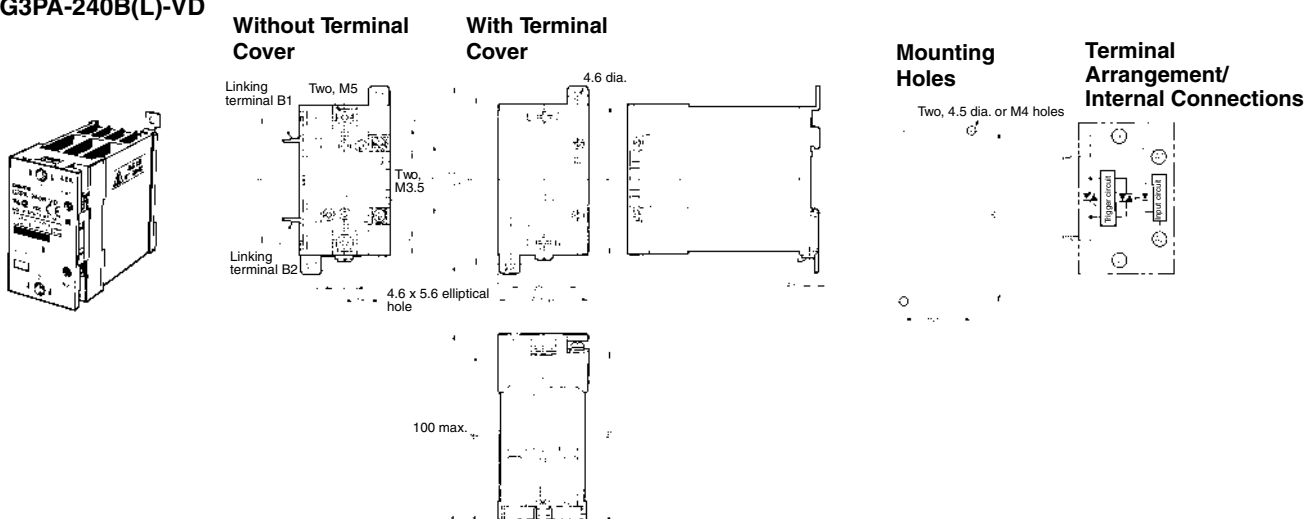 G3PA-240B(L)-VD
Without Terminal
Cover
With Terminal
Cover
Mounting
Holes
Terminal
Arrangement/
Internal Connections
Linking
terminal B1
Two, M5
4.6 dia.
Two, 4.5 dia. or M4 holes
Two,
M3.5
Trigger circuit
Input circuit
Linking
terminal B2
4.6 x 5.6 elliptical
hole
100 max.